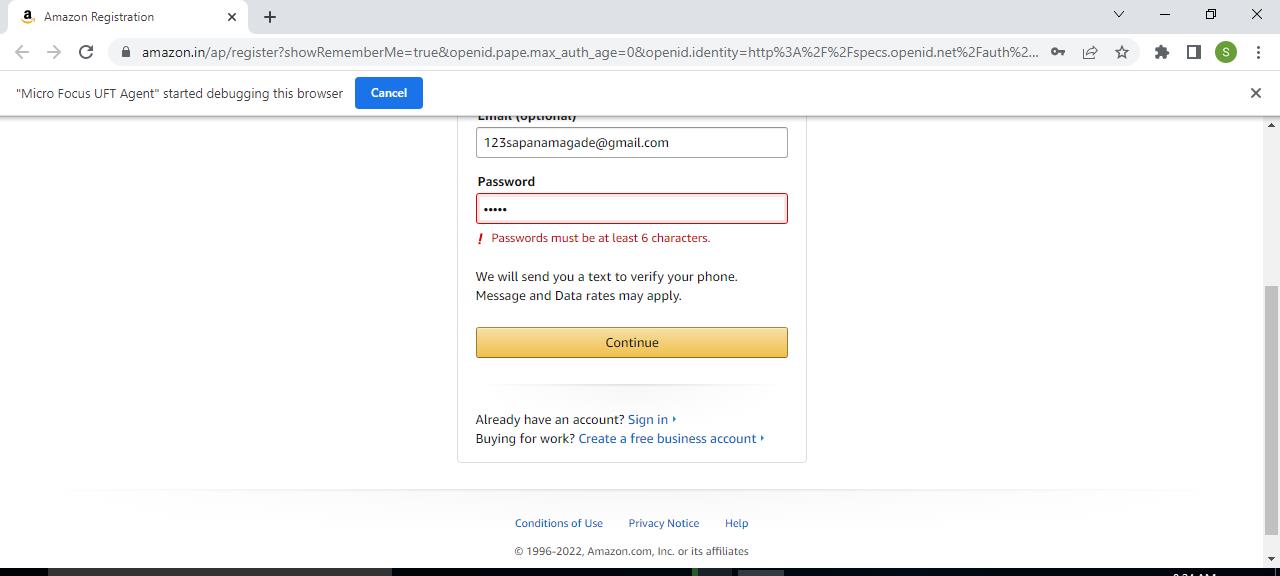 Amazon Registration
amazon.in/ap/register?showRememberMe=true&openid.pape.max_auth_age=0&openid.identity=http%3A%2F%2Fspecs.openid.net%2Fauth%2...
S
"Micro Focus UFT Agent" started debugging this browser
Cancel
Email (optional)
123sapanamagade@gmail.com
Password
•••••
! Passwords must be at least 6 characters.
We will send you a text to verify your phone.
Message and Data rates may apply.
Continue
Already have an account? Sign in
Buying for work? Create a free business account
Conditions of Use Privacy Notice Help
© 1996-2022, Amazon.com, Inc. or its affiliates